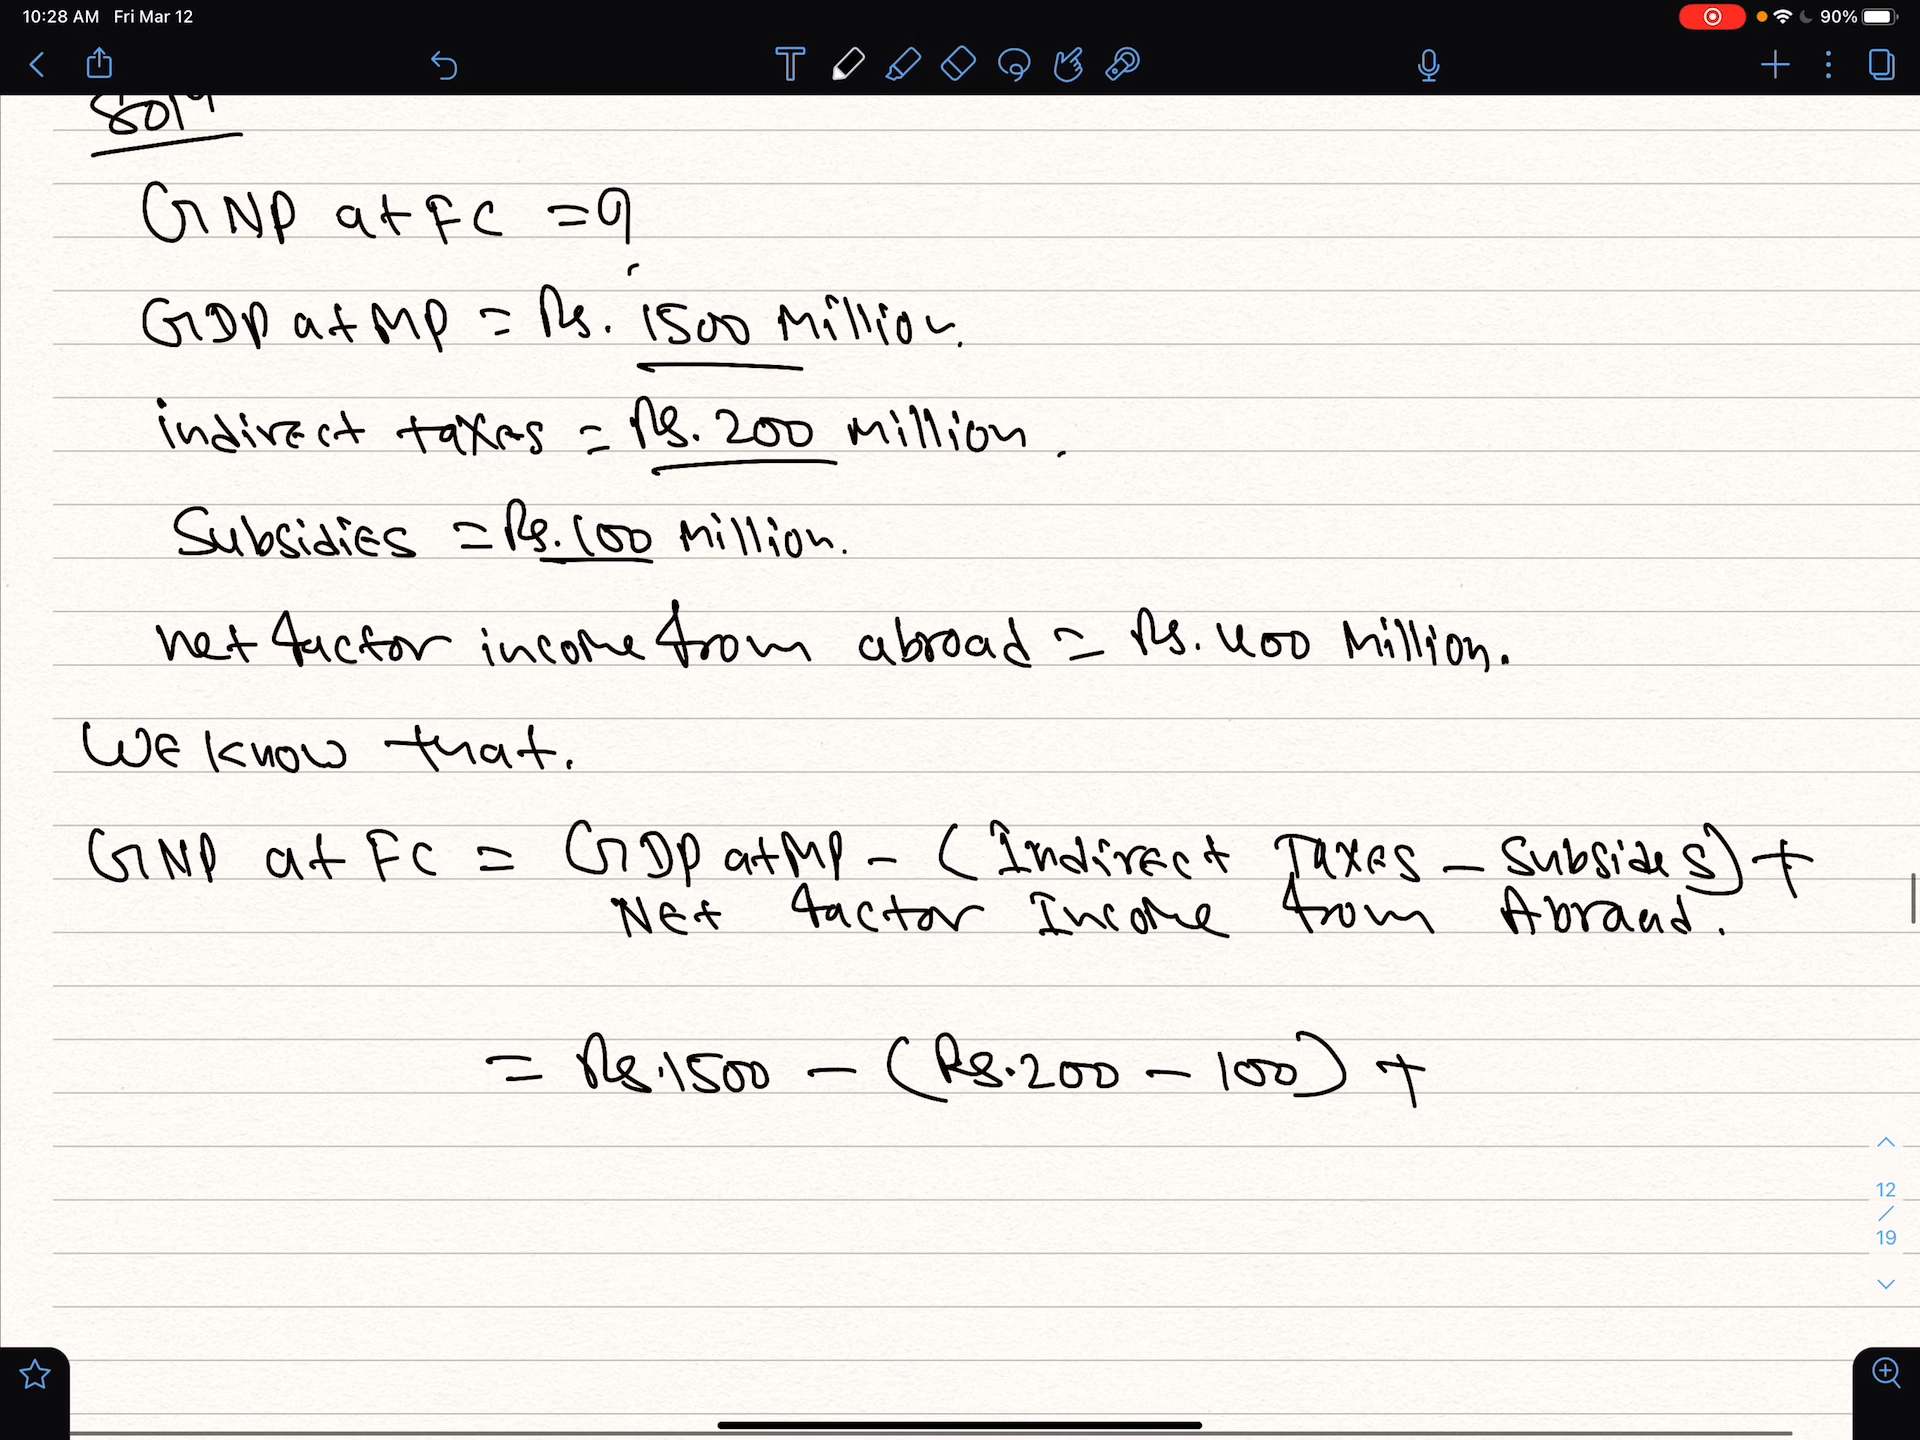 10:28 AM Fri Mar 12
90%
Soln
GNP at FC = ?
GDP at MP = Rs. 1500 Million.
indirect taxes = Rs. 200 million.
Subsidies = Rs. 100 Million.
net factor income from abroad = Rs. 400 Million.
We know that.
GNP at FC = GDP at MP - (Indirect Taxes - Subsides) +
Net factor Income from Abraad.
= Rs. 1500 - (Rs. 200 - 100) +
12
/
19